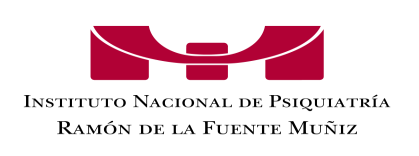 Instituto Nacional de Psiquiatría
Ramón de la Fuente Muñiz